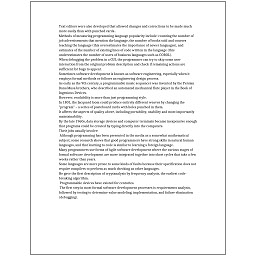 Text editors were also developed that allowed changes and corrections to be made much
more easily than with punched cards.
Methods of measuring programming language popularity include: counting the number of
job advertisements that mention the language, the number of books sold and courses
teaching the language (this overestimates the importance of newer languages), and
estimates of the number of existing lines of code written in the language (this
underestimates the number of users of business languages such as COBOL).
When debugging the problem in a GUI, the programmer can try to skip some user
interaction from the original problem description and check if remaining actions are
sufficient for bugs to appear.
Sometimes software development is known as software engineering, especially when it
employs formal methods or follows an engineering design process.
As early as the 9th century, a programmable music sequencer was invented by the Persian
Banu Musa brothers, who described an automated mechanical flute player in the Book of
Ingenious Devices.
However, readability is more than just programming style.
In 1801, the Jacquard loom could produce entirely different weaves by changing the
"program" – a series of pasteboard cards with holes punched in them.
It affects the aspects of quality above, including portability, usability and most importantly
maintainability.
By the late 1960s, data storage devices and computer terminals became inexpensive enough
that programs could be created by typing directly into the computers.
Their jobs usually involve:
Although programming has been presented in the media as a somewhat mathematical
subject, some research shows that good programmers have strong skills in natural human
languages, and that learning to code is similar to learning a foreign language.
Many programmers use forms of Agile software development where the various stages of
formal software development are more integrated together into short cycles that take a few
weeks rather than years.
Some languages are more prone to some kinds of faults because their specification does not
require compilers to perform as much checking as other languages.
He gave the first description of cryptanalysis by frequency analysis, the earliest code-
breaking algorithm.
Programmable devices have existed for centuries.
The first step in most formal software development processes is requirements analysis,
followed by testing to determine value modeling, implementation, and failure elimination
(debugging).